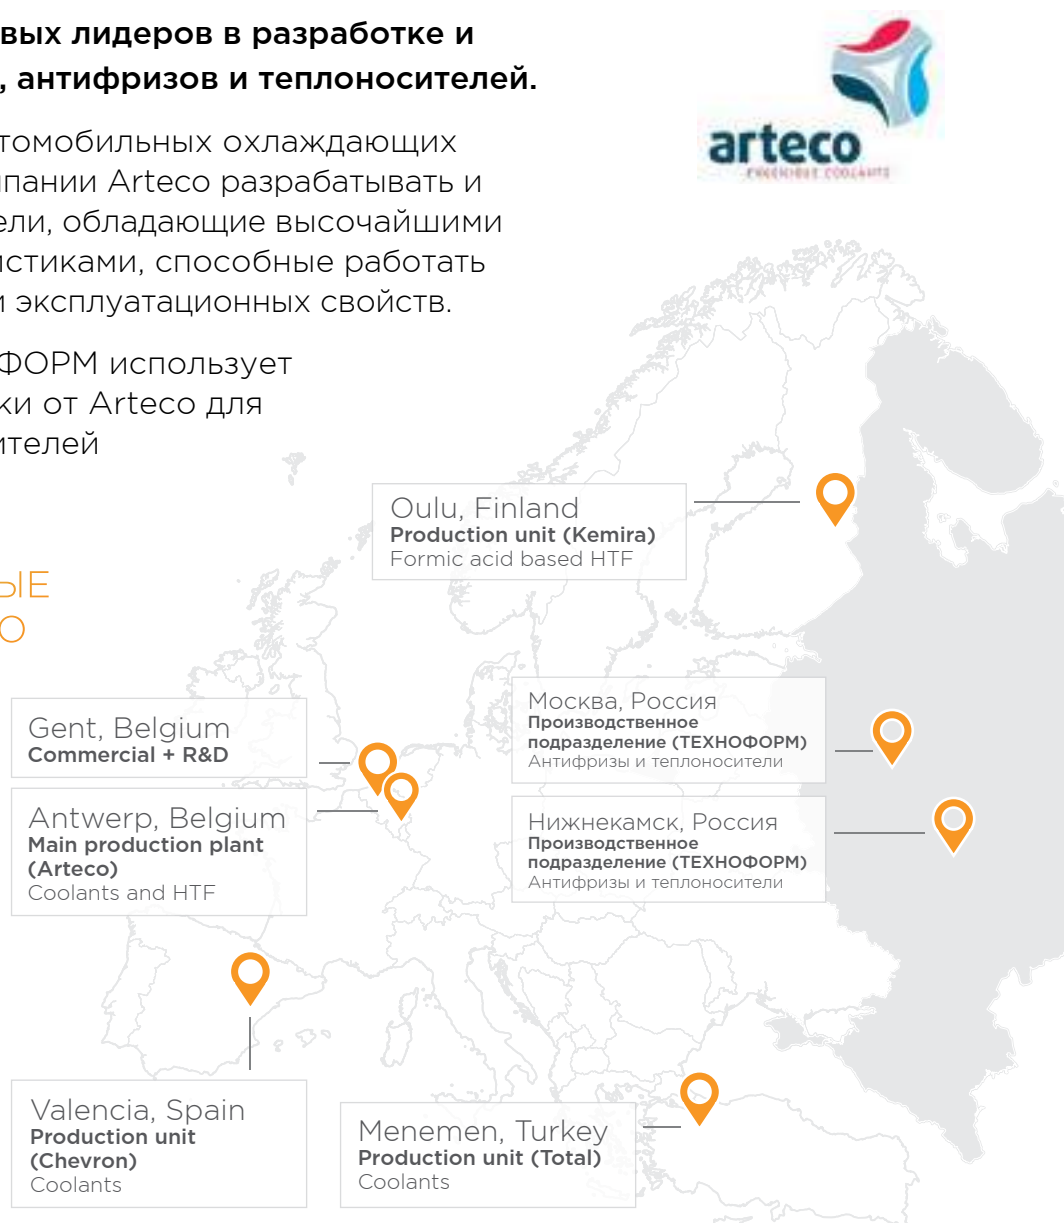 вых лидеров в разработке и
, антифризов и теплоносителей.
arteco
EXCELLENCE COOLANTS
томобильных охлаждающих
пании Arteco разрабатывать и
ели, обладающие высочайшими
истиками, способные работать
и эксплуатационных свойств.
ФОРМ использует
ки от Arteco для
ителей
ЫЕ
О
Oulu, Finland
Production unit (Kemira)
Formic acid based HTF
Gent, Belgium
Commercial + R&D
Antwerp, Belgium
Main production plant
(Arteco)
Coolants and HTF
Москва, Россия
Производственное
подразделение (ТЕХНОФОРМ)
Антифризы и теплоносители
Нижнекамск, Россия
Производственное
подразделение (ТЕХНОФОРМ)
Антифризы и теплоносители
Valencia, Spain
Production unit
(Chevron)
Coolants
Menemen, Turkey
Production unit (Total)
Coolants